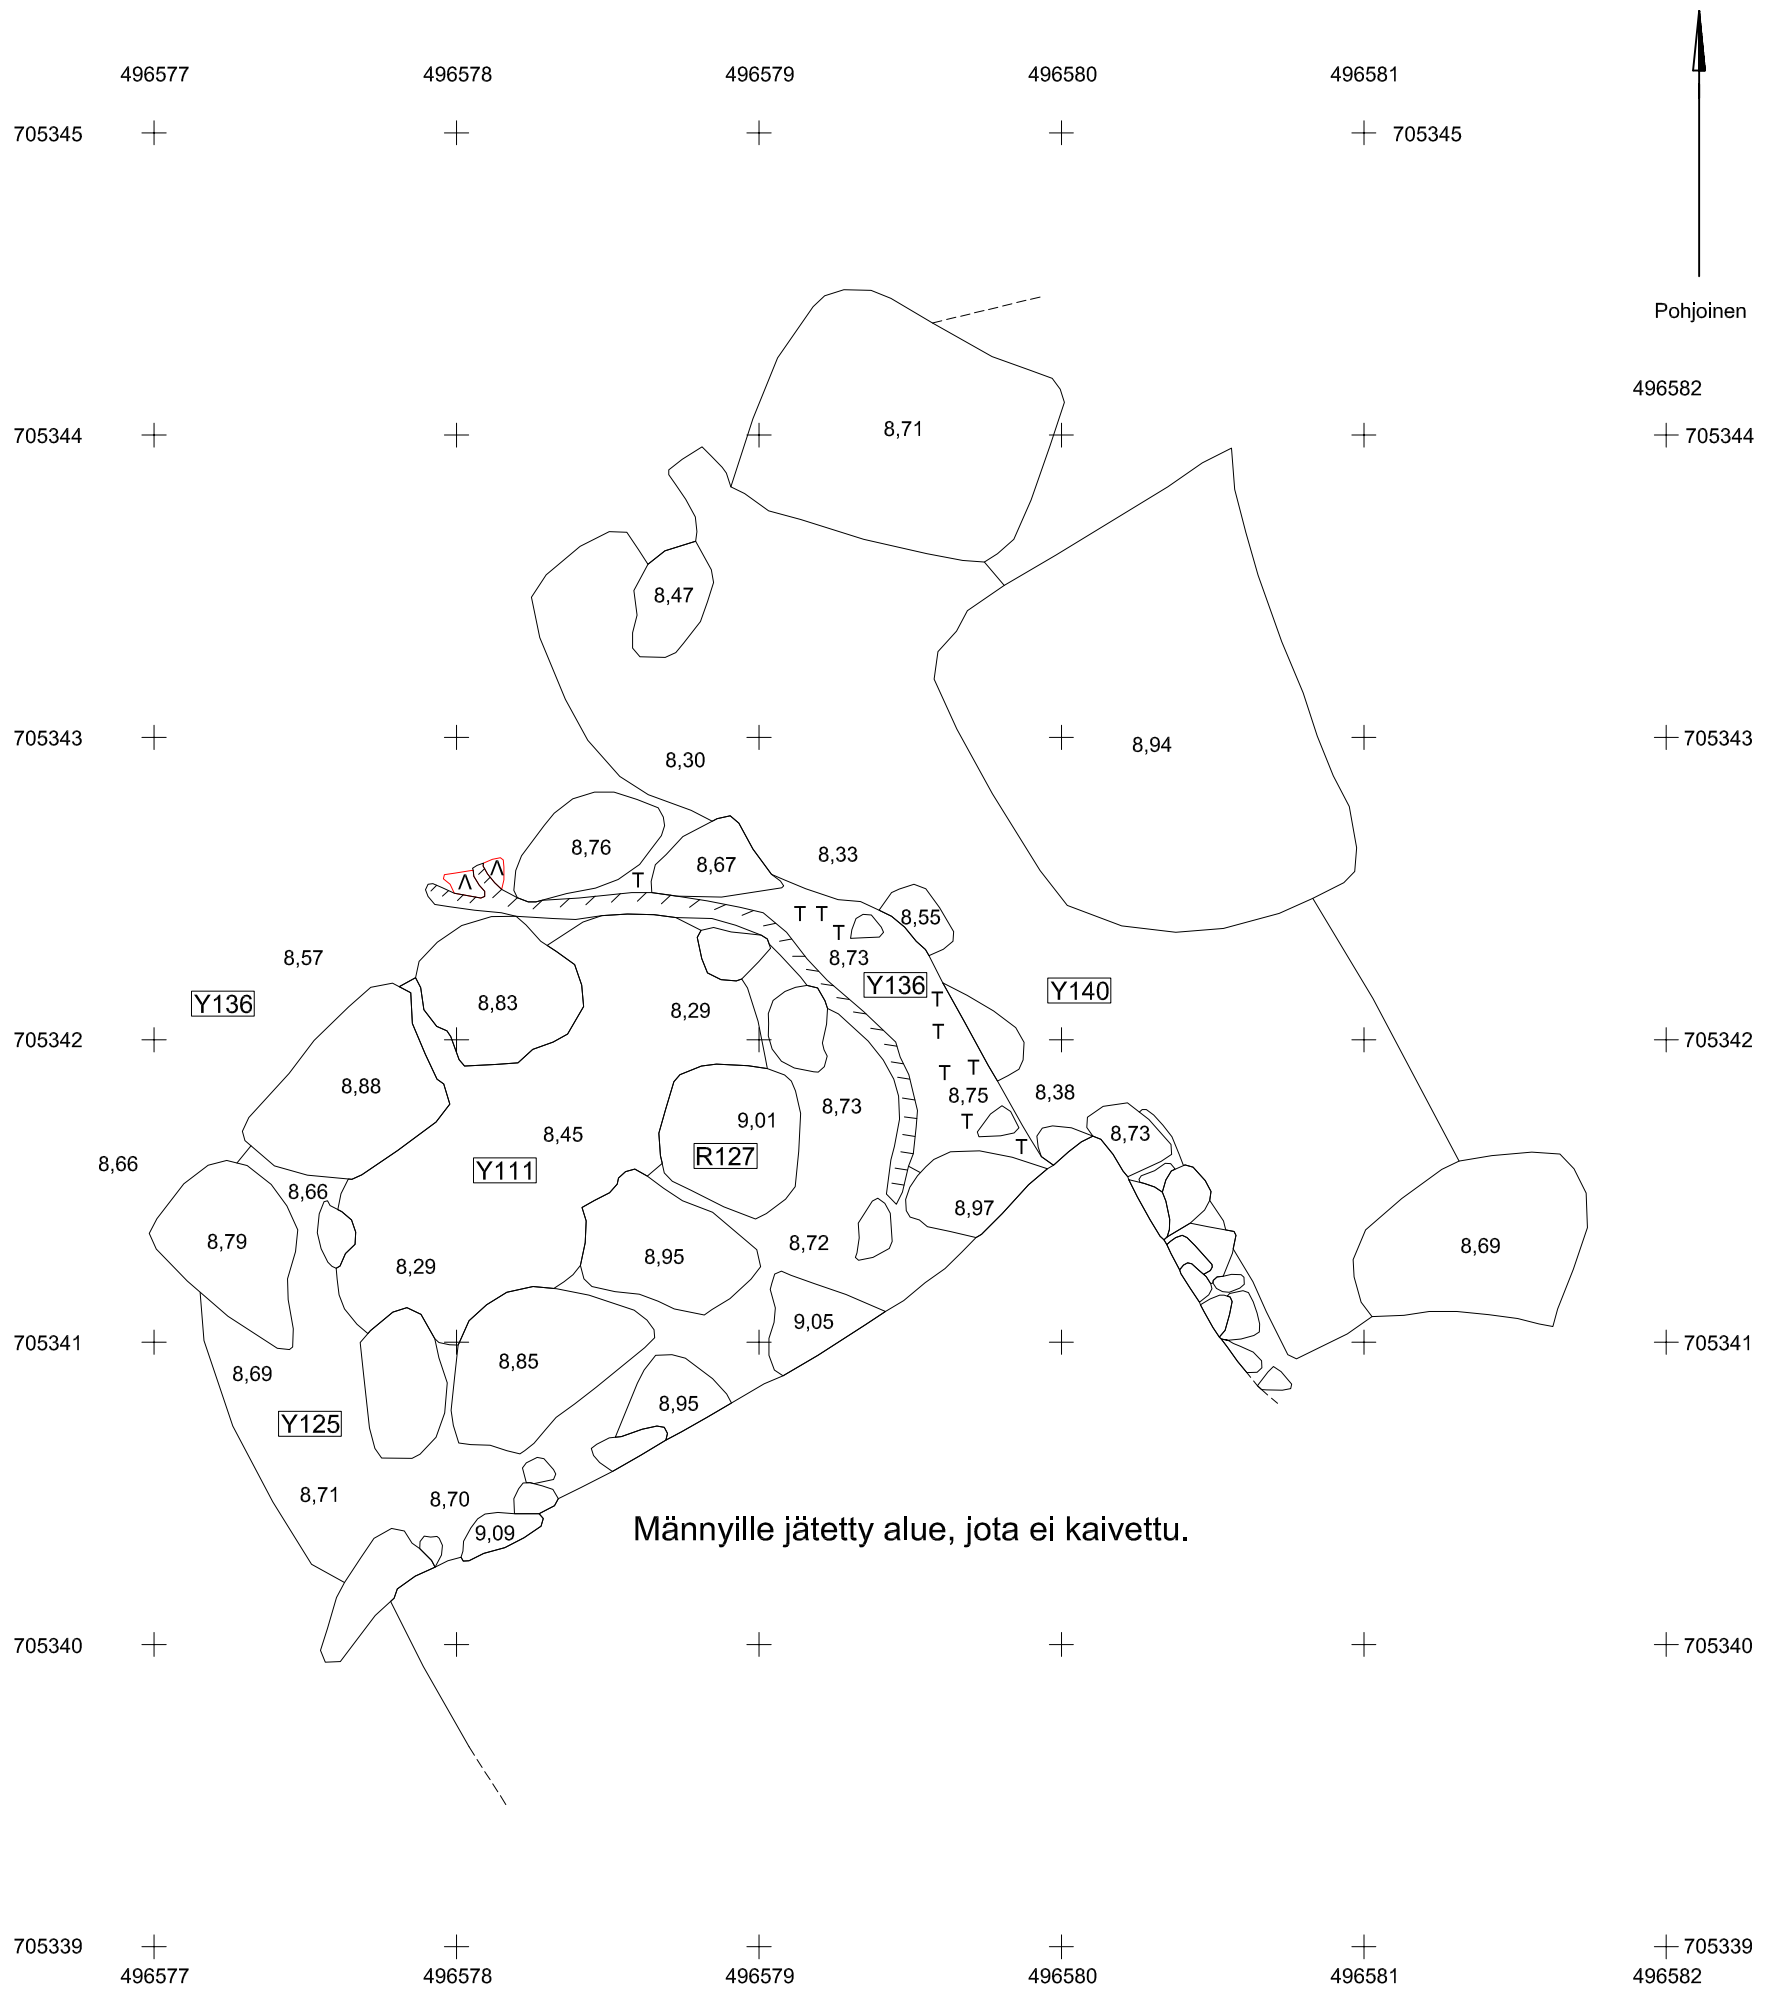 496577 496578 496579 496580 496581
705345 705345
Pohjoinen
496582
705344 8,71 705344
8,47
705343 8,30 8,94 705343
8,76 8,67 8,33
Λ Λ T
T T 8,55
T
8,57 8,73
Y136 Y136 Y140
8,83 8,29 T
705342 T 705342
T T
8,88 8,75 8,38
8,45 9,01 8,73 T 8,73
T
8,66 Y111 R127
8,66 8,97
8,79 8,95 8,72 8,69
8,29
9,05
705341 8,85 705341
8,69
8,95
Y125
8,71 8,70
9,09 Männyille jätetty alue, jota ei kaivettu.
705340 705340
705339 705339
496577 496578 496579 496580 496581 496582